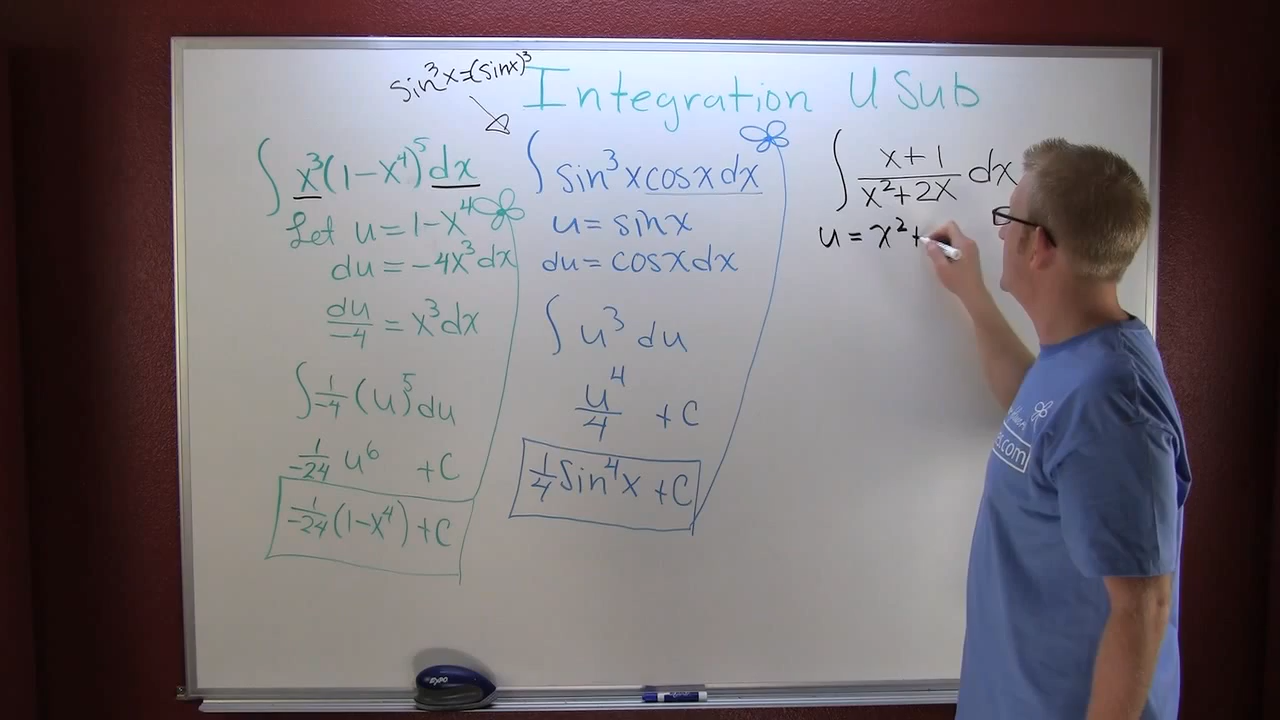 Integration U Sub
sin³x=(sinx)³
∫ x³(1-x⁴)⁵ dx
Let u = 1-x⁴
du = -4x³dx
du/-4 = x³dx
∫ 1/-4 (u)⁵ du
1/-24 u⁶ + C
1/-24 (1-x⁴) + C
∫ sin³x cosx dx
u = sinx
du = cosx dx
∫ u³ du
u⁴/4 + C
1/4 Sin⁴x + C
∫ x+1/x²+2x dx
u = x² +
.com
EXPO